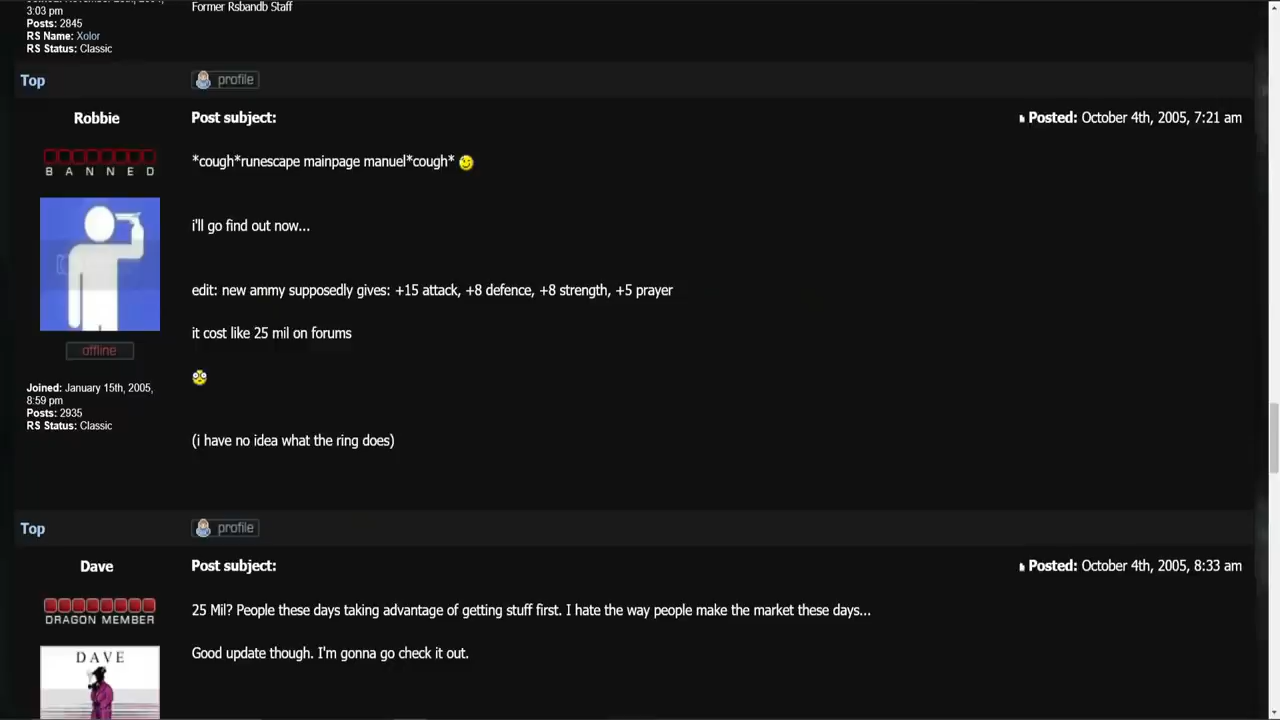 3:03 pm
Posts: 2845
RS Name: Xolor
RS Status: Classic
Former Rsbandb Staff
Top
profile
Robbie
Post subject:
Posted: October 4th, 2005, 7:21 am
BANNED
*cough*runescape mainpage manuel*cough*
i'll go find out now...
edit: new ammy supposedly gives: +15 attack, +8 defence, +8 strength, +5 prayer
it cost like 25 mil on forums
(i have no idea what the ring does)
offline
Joined: January 15th, 2005,
8:59 pm
Posts: 2935
RS Status: Classic
Top
profile
Dave
Post subject:
Posted: October 4th, 2005, 8:33 am
DRAGON MEMBER
25 Mil? People these days taking advantage of getting stuff first. I hate the way people make the market these days...
Good update though. I'm gonna go check it out.
DAVE